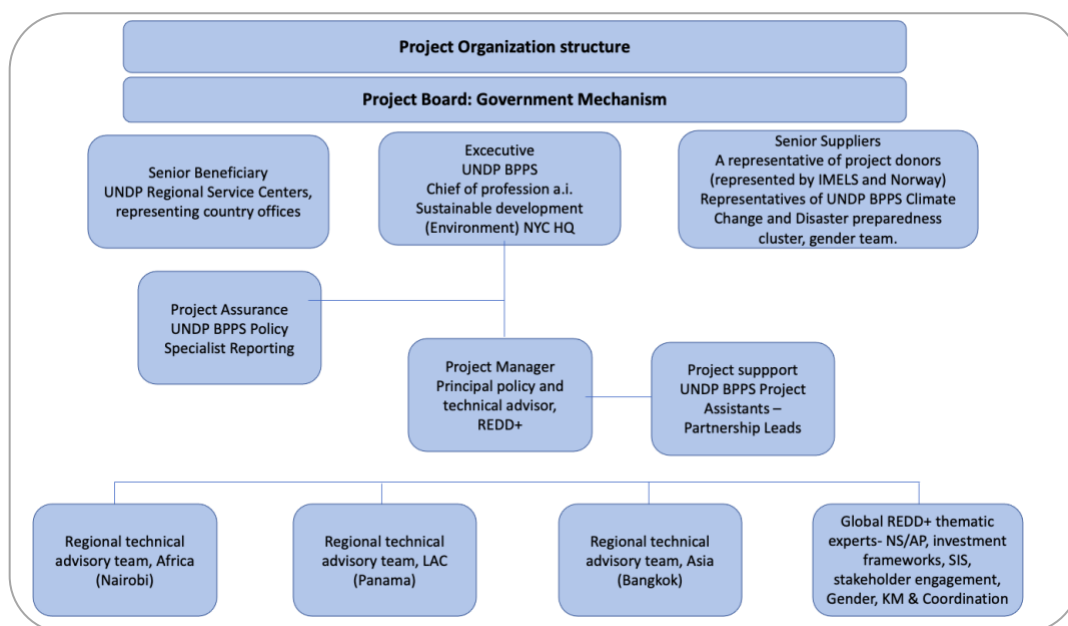 Project Organization structure
Project Board: Government Mechanism
Senior Beneficiary
UNDP Regional Service Centers,
representing country offices
Excecutive
UNDP BPPS
Chief of profession a.i.
Sustainable development
(Environment) NYC HQ
Senior Suppliers
A representative of project donors
(represented by IMELS and Norway)
Representatives of UNDP BPPS Climate
Change and Disaster preparedness
cluster, gender team.
Project Assurance
UNDP BPPS Policy
Specialist Reporting
Project Manager
Principal policy and
technical advisor,
REDD+
Project suppport
UNDP BPPS Project
Assistants –
Partnership Leads
Regional technical
advisory team, Africa
(Nairobi)
Regional technical
advisory team, LAC
(Panama)
Regional technical
advisory team, Asia
(Bangkok)
Global REDD+ thematic
experts- NS/AP, investment
frameworks, SIS,
stakeholder engagement,
Gender, KM & Coordination